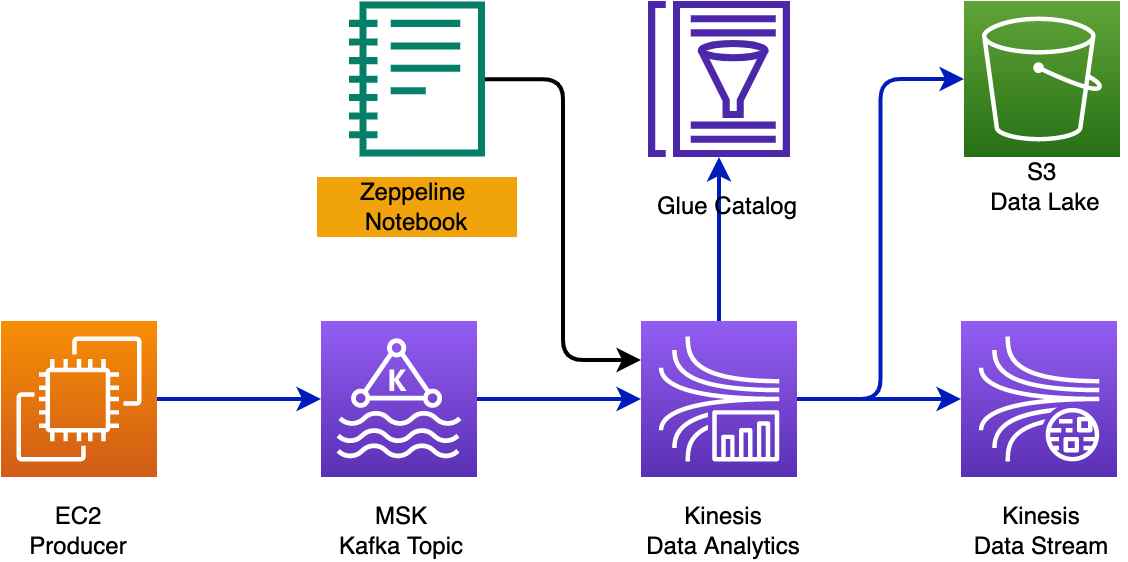 Zeppeline
Notebook
Glue Catalog
S3
Data Lake
K
EC2
Producer
MSK
Kafka Topic
Kinesis
Data Analytics
Kinesis
Data Stream